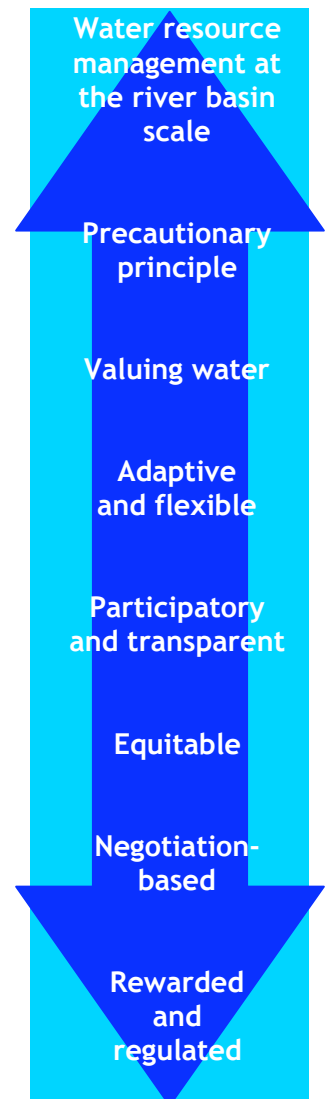 Water resource
management at
the river basin
scale
Precautionary
principle
Valuing water
Adaptive
and flexible
Participatory
and transparent
Equitable
Negotiation-
based
Rewarded
and
regulated